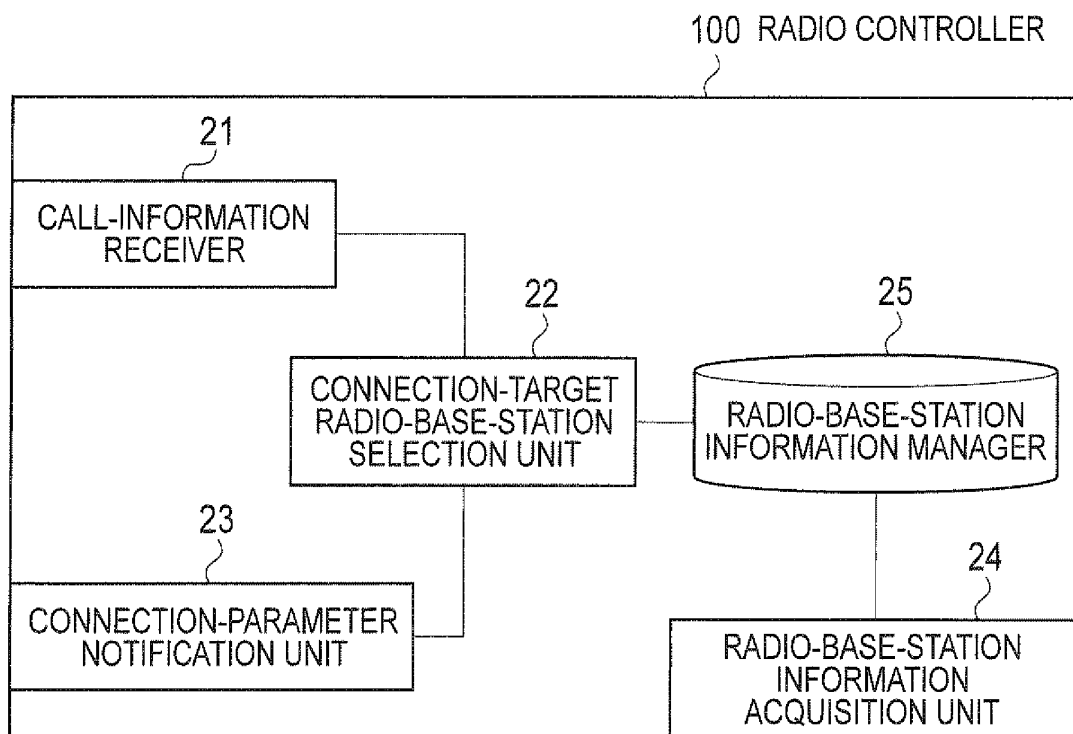 100 RADIO CONTROLLER
21
CALL-INFORMATION
RECEIVER
22
CONNECTION-TARGET
RADIO-BASE-STATION
SELECTION UNIT
25
RADIO-BASE-STATION
INFORMATION MANAGER
23
CONNECTION-PARAMETER
NOTIFICATION UNIT
24
RADIO-BASE-STATION
INFORMATION
ACQUISITION UNIT